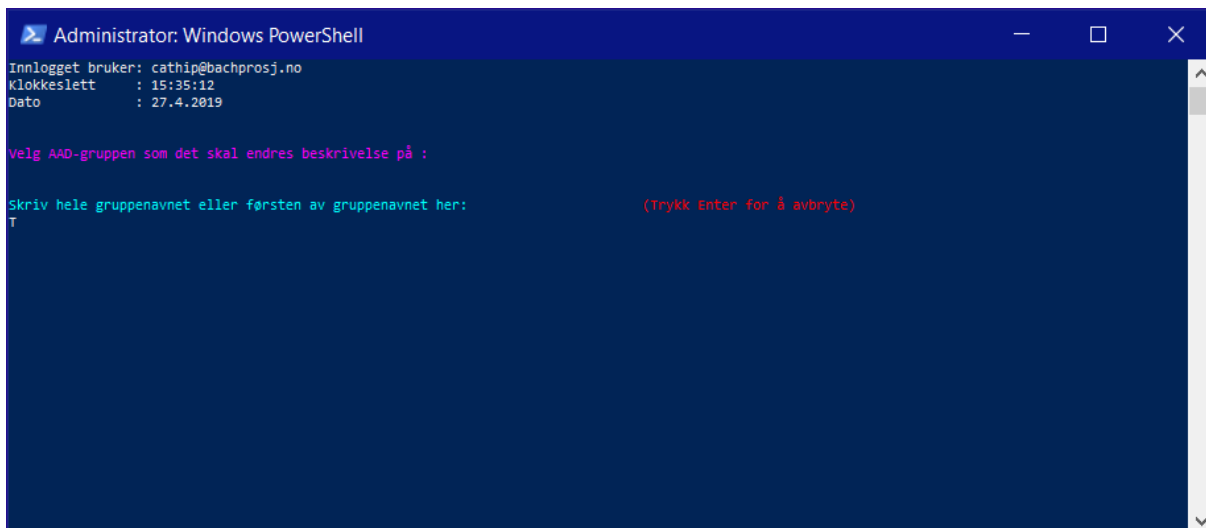 Administrator: Windows PowerShell
Innlogget bruker: cathip@bachprosj.no
Klokkeslett : 15:35:12
Dato : 27.4.2019
Velg AAD-gruppen som det skal endres beskrivelse på :
Skriv hele gruppenavnet eller førsten av gruppenavnet her: (Trykk Enter for å avbryte)
T